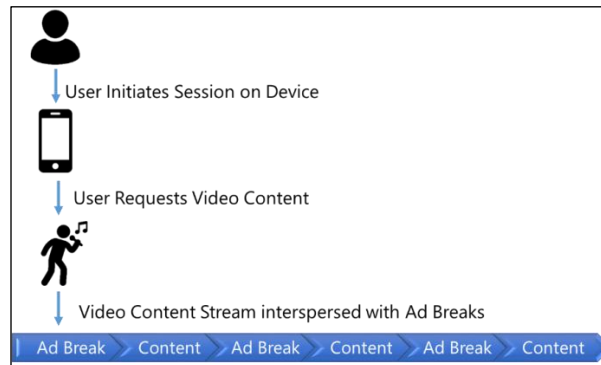 User Initiates Session on Device
User Requests Video Content
Video Content Stream interspersed with Ad Breaks
Ad Break Content Ad Break Content Ad Break Content